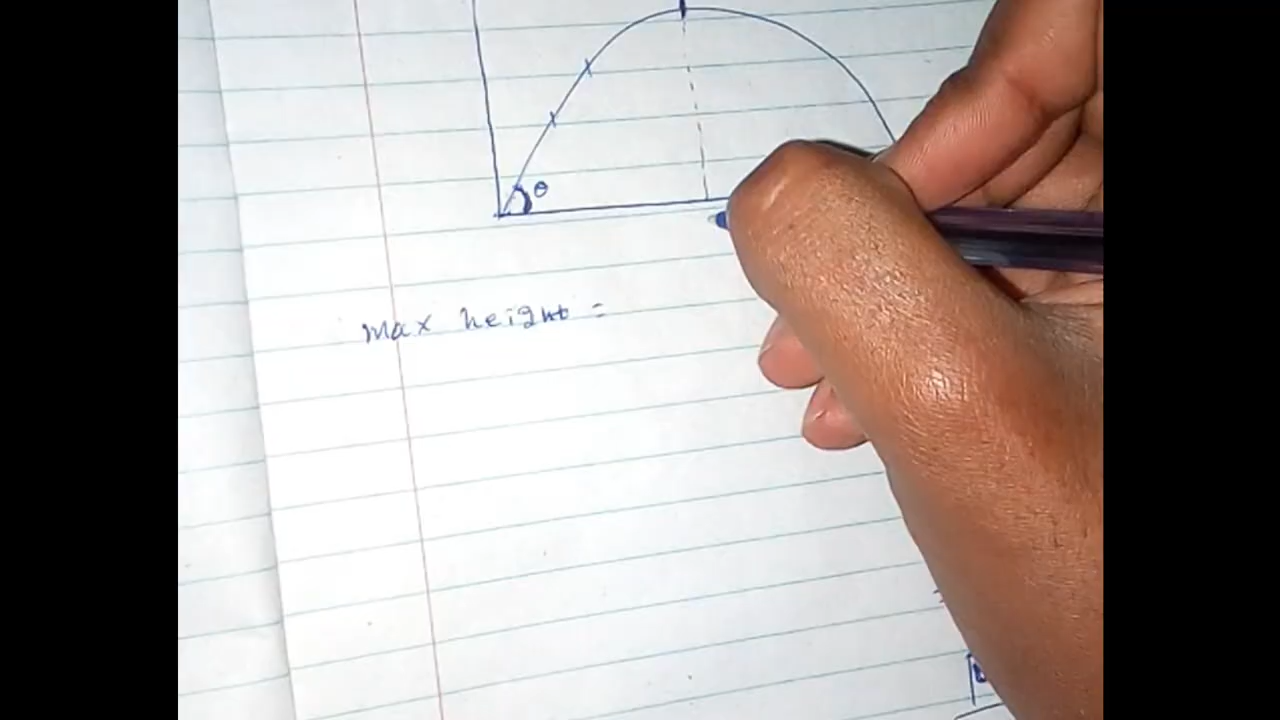 θ
max height =